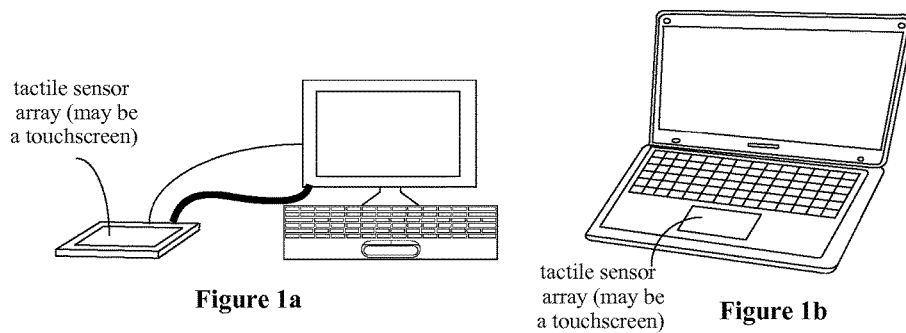 tactile sensor
array (may be
a touchscreen)
Figure 1a
tactile sensor
array (may be
a touchscreen)
Figure 1b